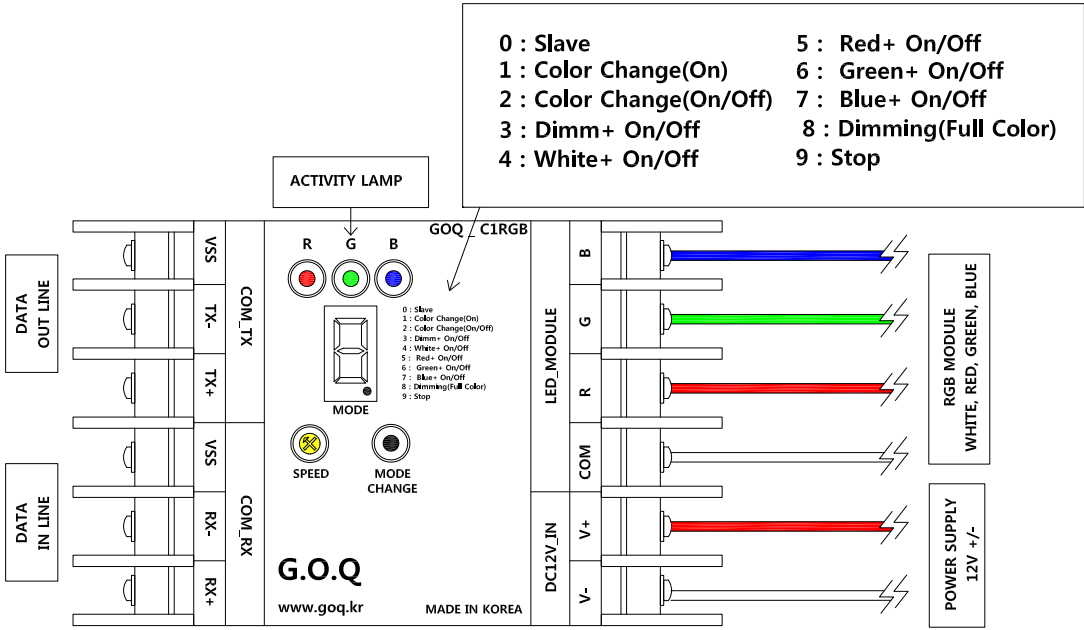 0 : Slave
1 : Color Change(On)
2 : Color Change(On/Off)
3 : Dimm+ On/Off
4 : White+ On/Off
5 : Red+ On/Off
6 : Green+ On/Off
7 : Blue+ On/Off
8 : Dimming(Full Color)
9 : Stop
ACTIVITY LAMP
GOQ _ C1RGB
R G B
0 : Slave
1 : Color Change(On)
2 : Color Change(On/Off)
3 : Dimm+ On/Off
4 : White+ On/Off
5 : Red+ On/Off
6 : Green+ On/Off
7 : Blue+ On/Off
8 : Dimming(Full Color)
9 : Stop
MODE
SPEED
MODE
CHANGE
G.O.Q
www.goq.kr
MADE IN KOREA
DATA
OUT LINE
DATA
IN LINE
VSS
TX-
TX+
VSS
RX-
RX+
COM_TX
COM_RX
LED_MODULE
DC12V_IN
B
G
R
COM
V+
V-
RGB MODULE
WHITE, RED, GREEN, BLUE
POWER SUPPLY
12V +/-